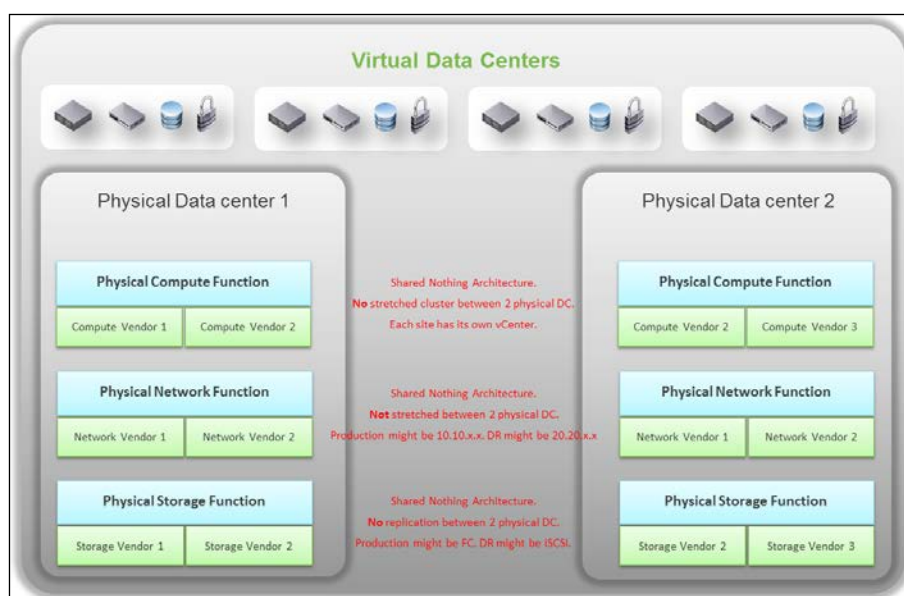 Virtual Data Centers
Physical Data center 1
Physical Data center 2
Physical Compute Function
Compute Vendor 1
Compute Vendor 2
Shared Nothing Architecture.
No stretched cluster between 2 physical DC.
Each site has its own vCenter.
Physical Compute Function
Compute Vendor 2
Compute Vendor 3
Physical Network Function
Network Vendor 1
Network Vendor 2
Shared Nothing Architecture.
Not stretched between 2 physical DC.
Production might be 10.10.x.x. DR might be 20.20.x.x
Physical Network Function
Network Vendor 1
Network Vendor 2
Physical Storage Function
Storage Vendor 1
Storage Vendor 2
Shared Nothing Architecture.
No replication between 2 physical DC.
Production might be FC. DR might be iSCSI.
Physical Storage Function
Storage Vendor 2
Storage Vendor 3